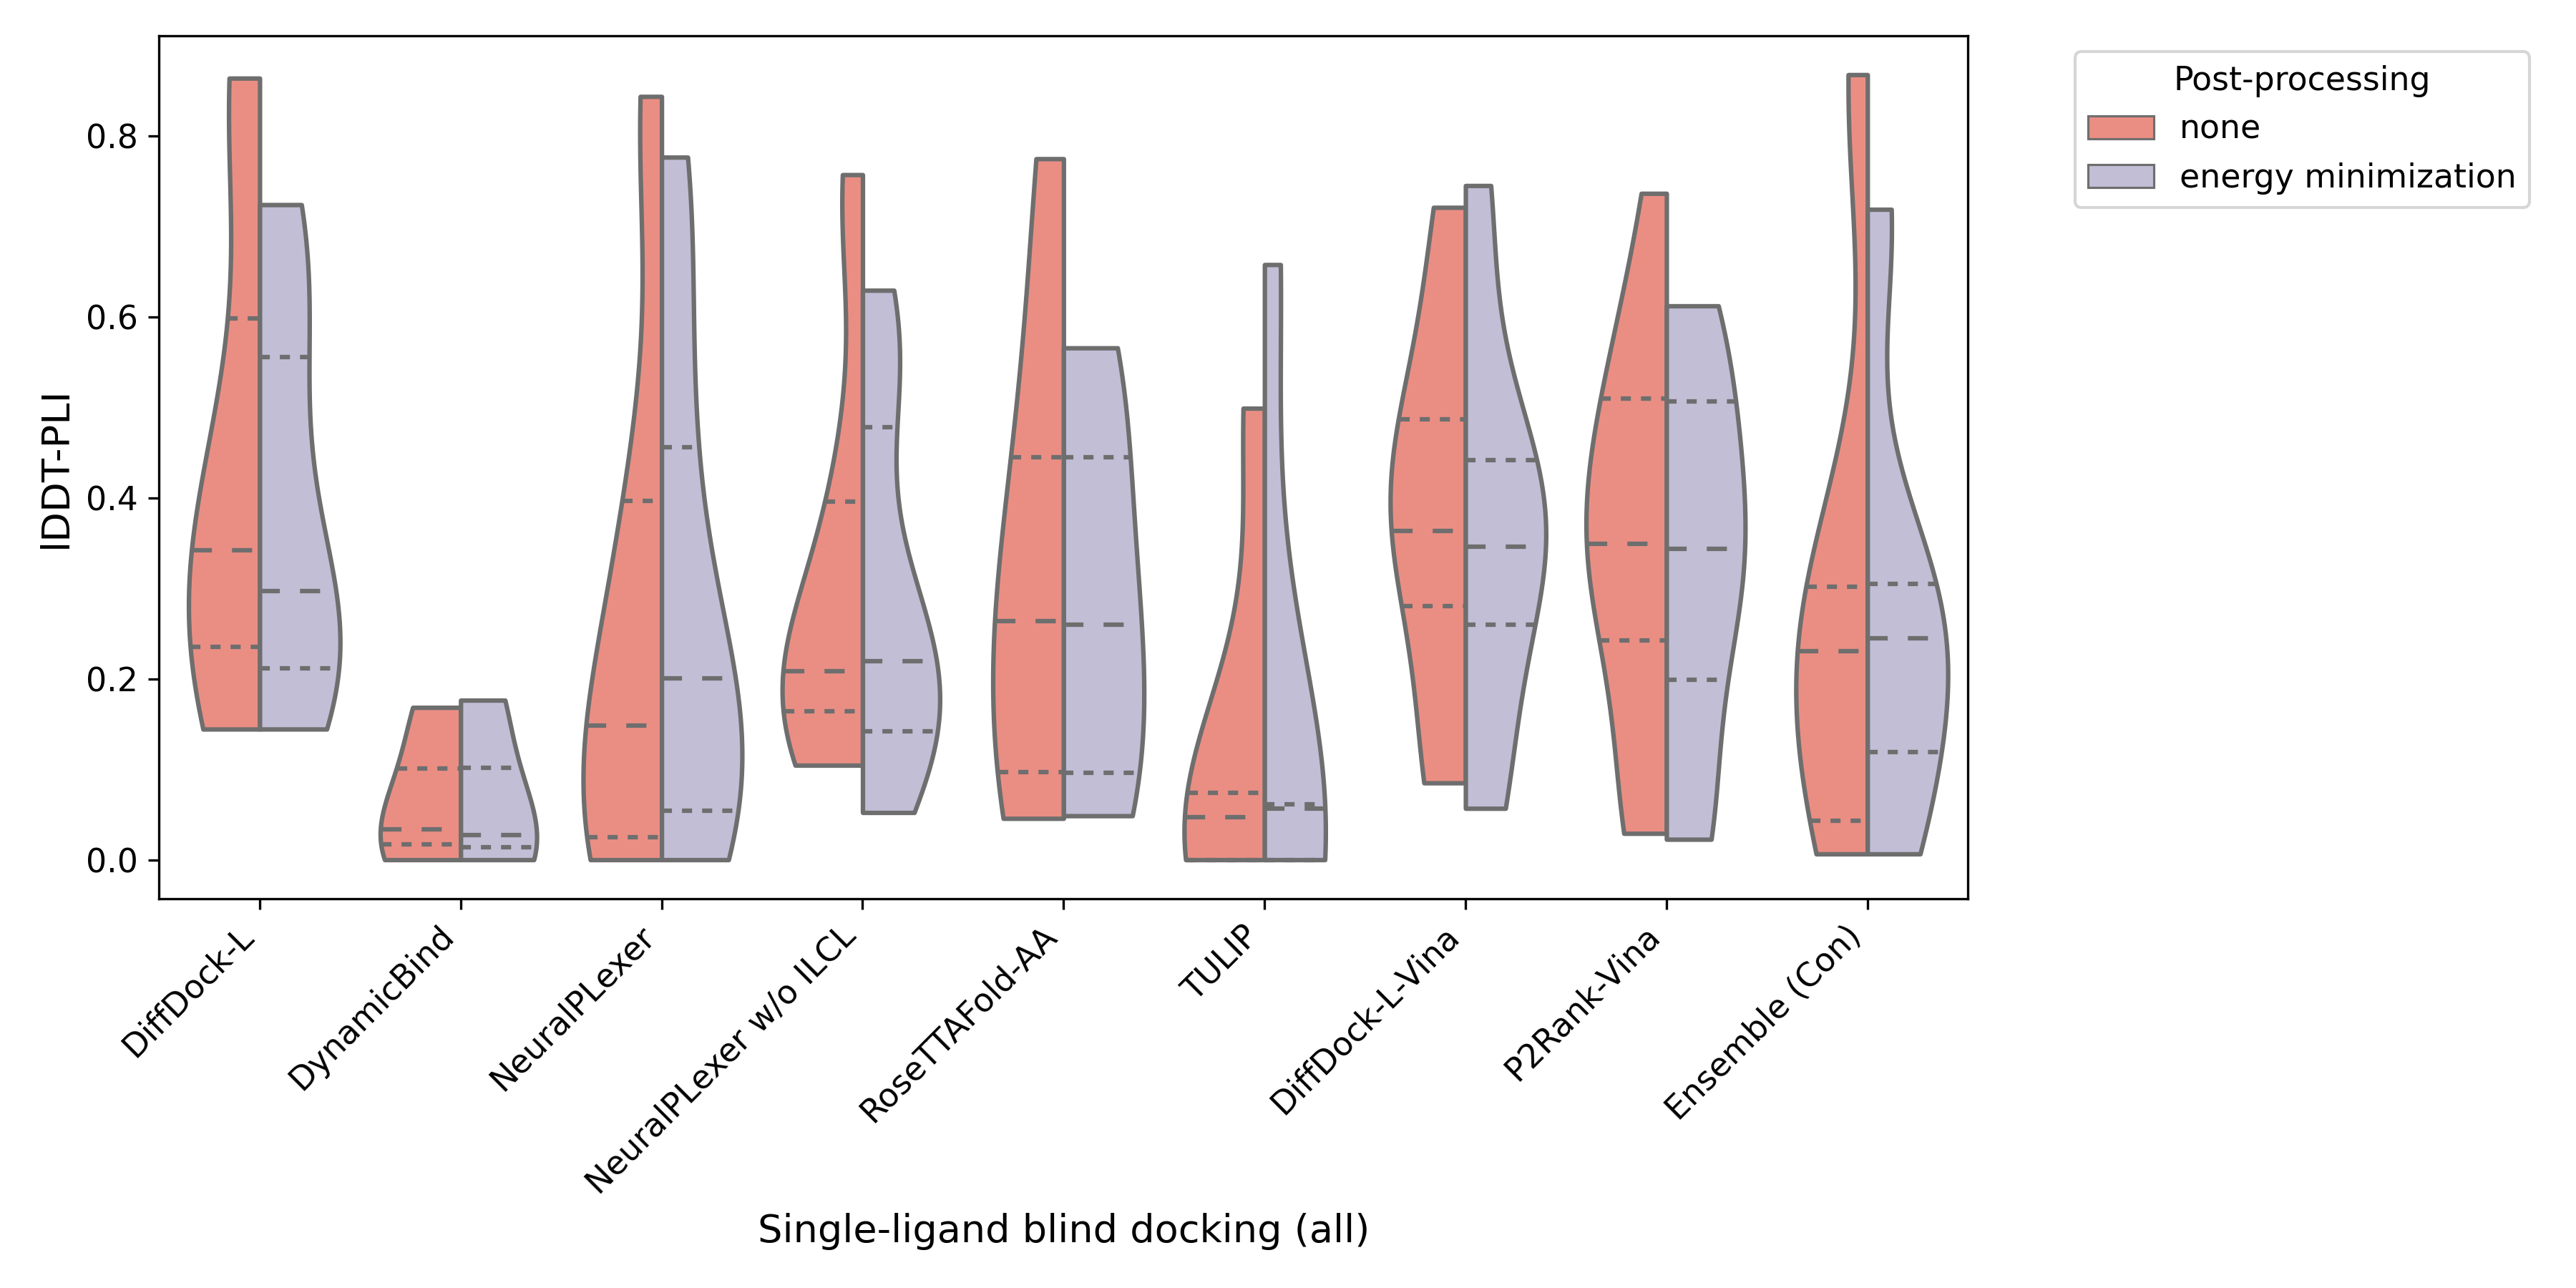 Post-processing
none
energy minimization
lDDT-PLI
0.8
0.6
0.4
0.2
0.0
DiffDock-L
DynamicBind
NeuralPLexer
NeuralPLexer w/o ILCL
RoseTTAFold-AA
TULIP
DiffDock-L-Vina
P2Rank-Vina
Ensemble (Con)
Single-ligand blind docking (all)